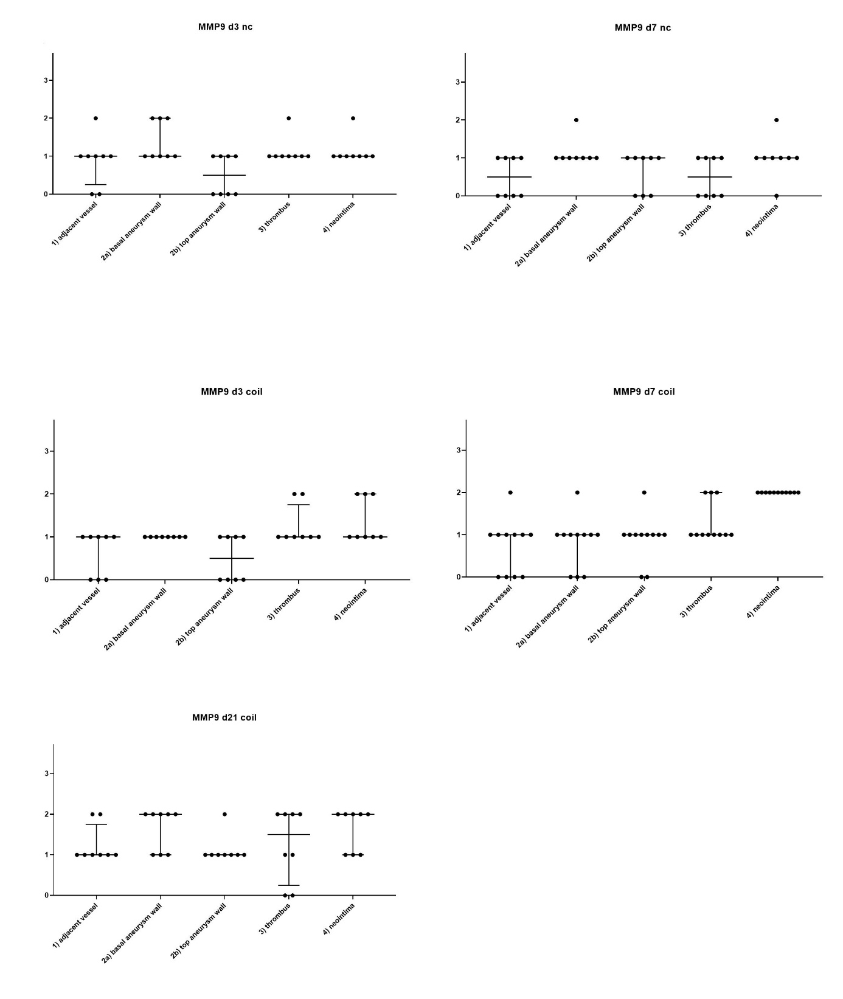 MMP9 d3 nc
3
2
1
0
1) adjacent vessel
2a) basal aneurysm wall
2b) top aneurysm wall
3) thrombus
4) neointima
MMP9 d7 nc
3
2
1
0
1) adjacent vessel
2a) basal aneurysm wall
2b) top aneurysm wall
3) thrombus
4) neointima
MMP9 d3 coil
3
2
1
0
1) adjacent vessel
2a) basal aneurysm wall
2b) top aneurysm wall
3) thrombus
4) neointima
MMP9 d7 coil
3
2
1
0
1) adjacent vessel
2a) basal aneurysm wall
2b) top aneurysm wall
3) thrombus
4) neointima
MMP9 d21 coil
3
2
1
0
1) adjacent vessel
2a) basal aneurysm wall
2b) top aneurysm wall
3) thrombus
4) neointima